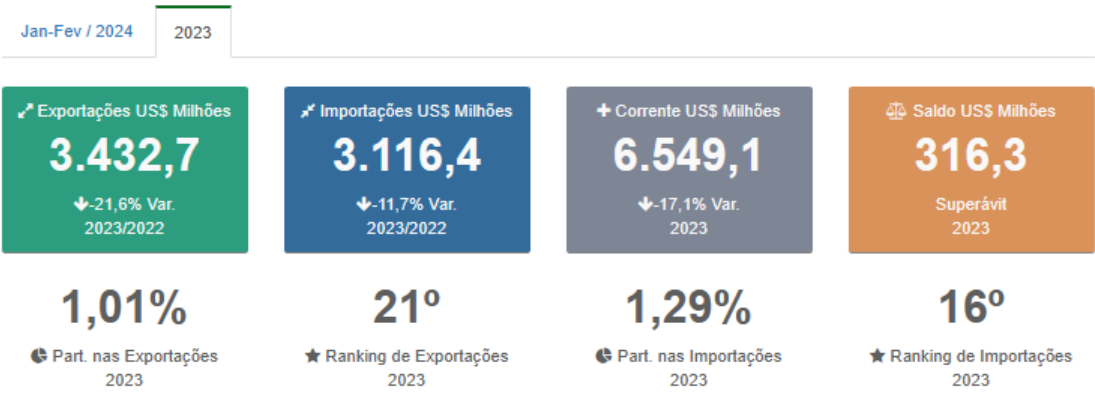 Jan-Fev / 2024
2023
Exportações US$ Milhões
3.432,7
-21,6% Var.
2023/2022
Importações US$ Milhões
3.116,4
-11,7% Var.
2023/2022
Corrente US$ Milhões
6.549,1
-17,1% Var.
2023
Saldo US$ Milhões
316,3
Superávit
2023
1,01%
Part. nas Exportações
2023
21º
Ranking de Exportações
2023
1,29%
Part. nas Importações
2023
16º
Ranking de Importações
2023